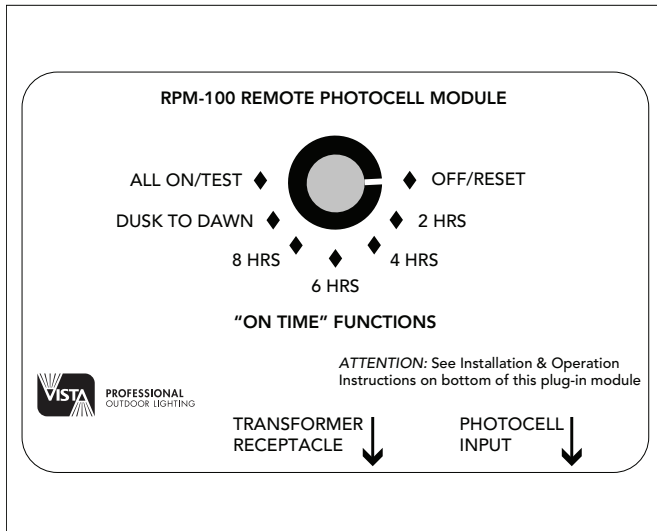 RPM-100 REMOTE PHOTOCELL MODULE
ALL ON/TEST
OFF/RESET
DUSK TO DAWN
2 HRS
8 HRS
4 HRS
6 HRS
“ON TIME” FUNCTIONS
ATTENTION: See Installation & Operation
Instructions on bottom of this plug-in module
VISTA
PROFESSIONAL
OUTDOOR LIGHTING
TRANSFORMER
RECEPTACLE
PHOTOCELL
INPUT